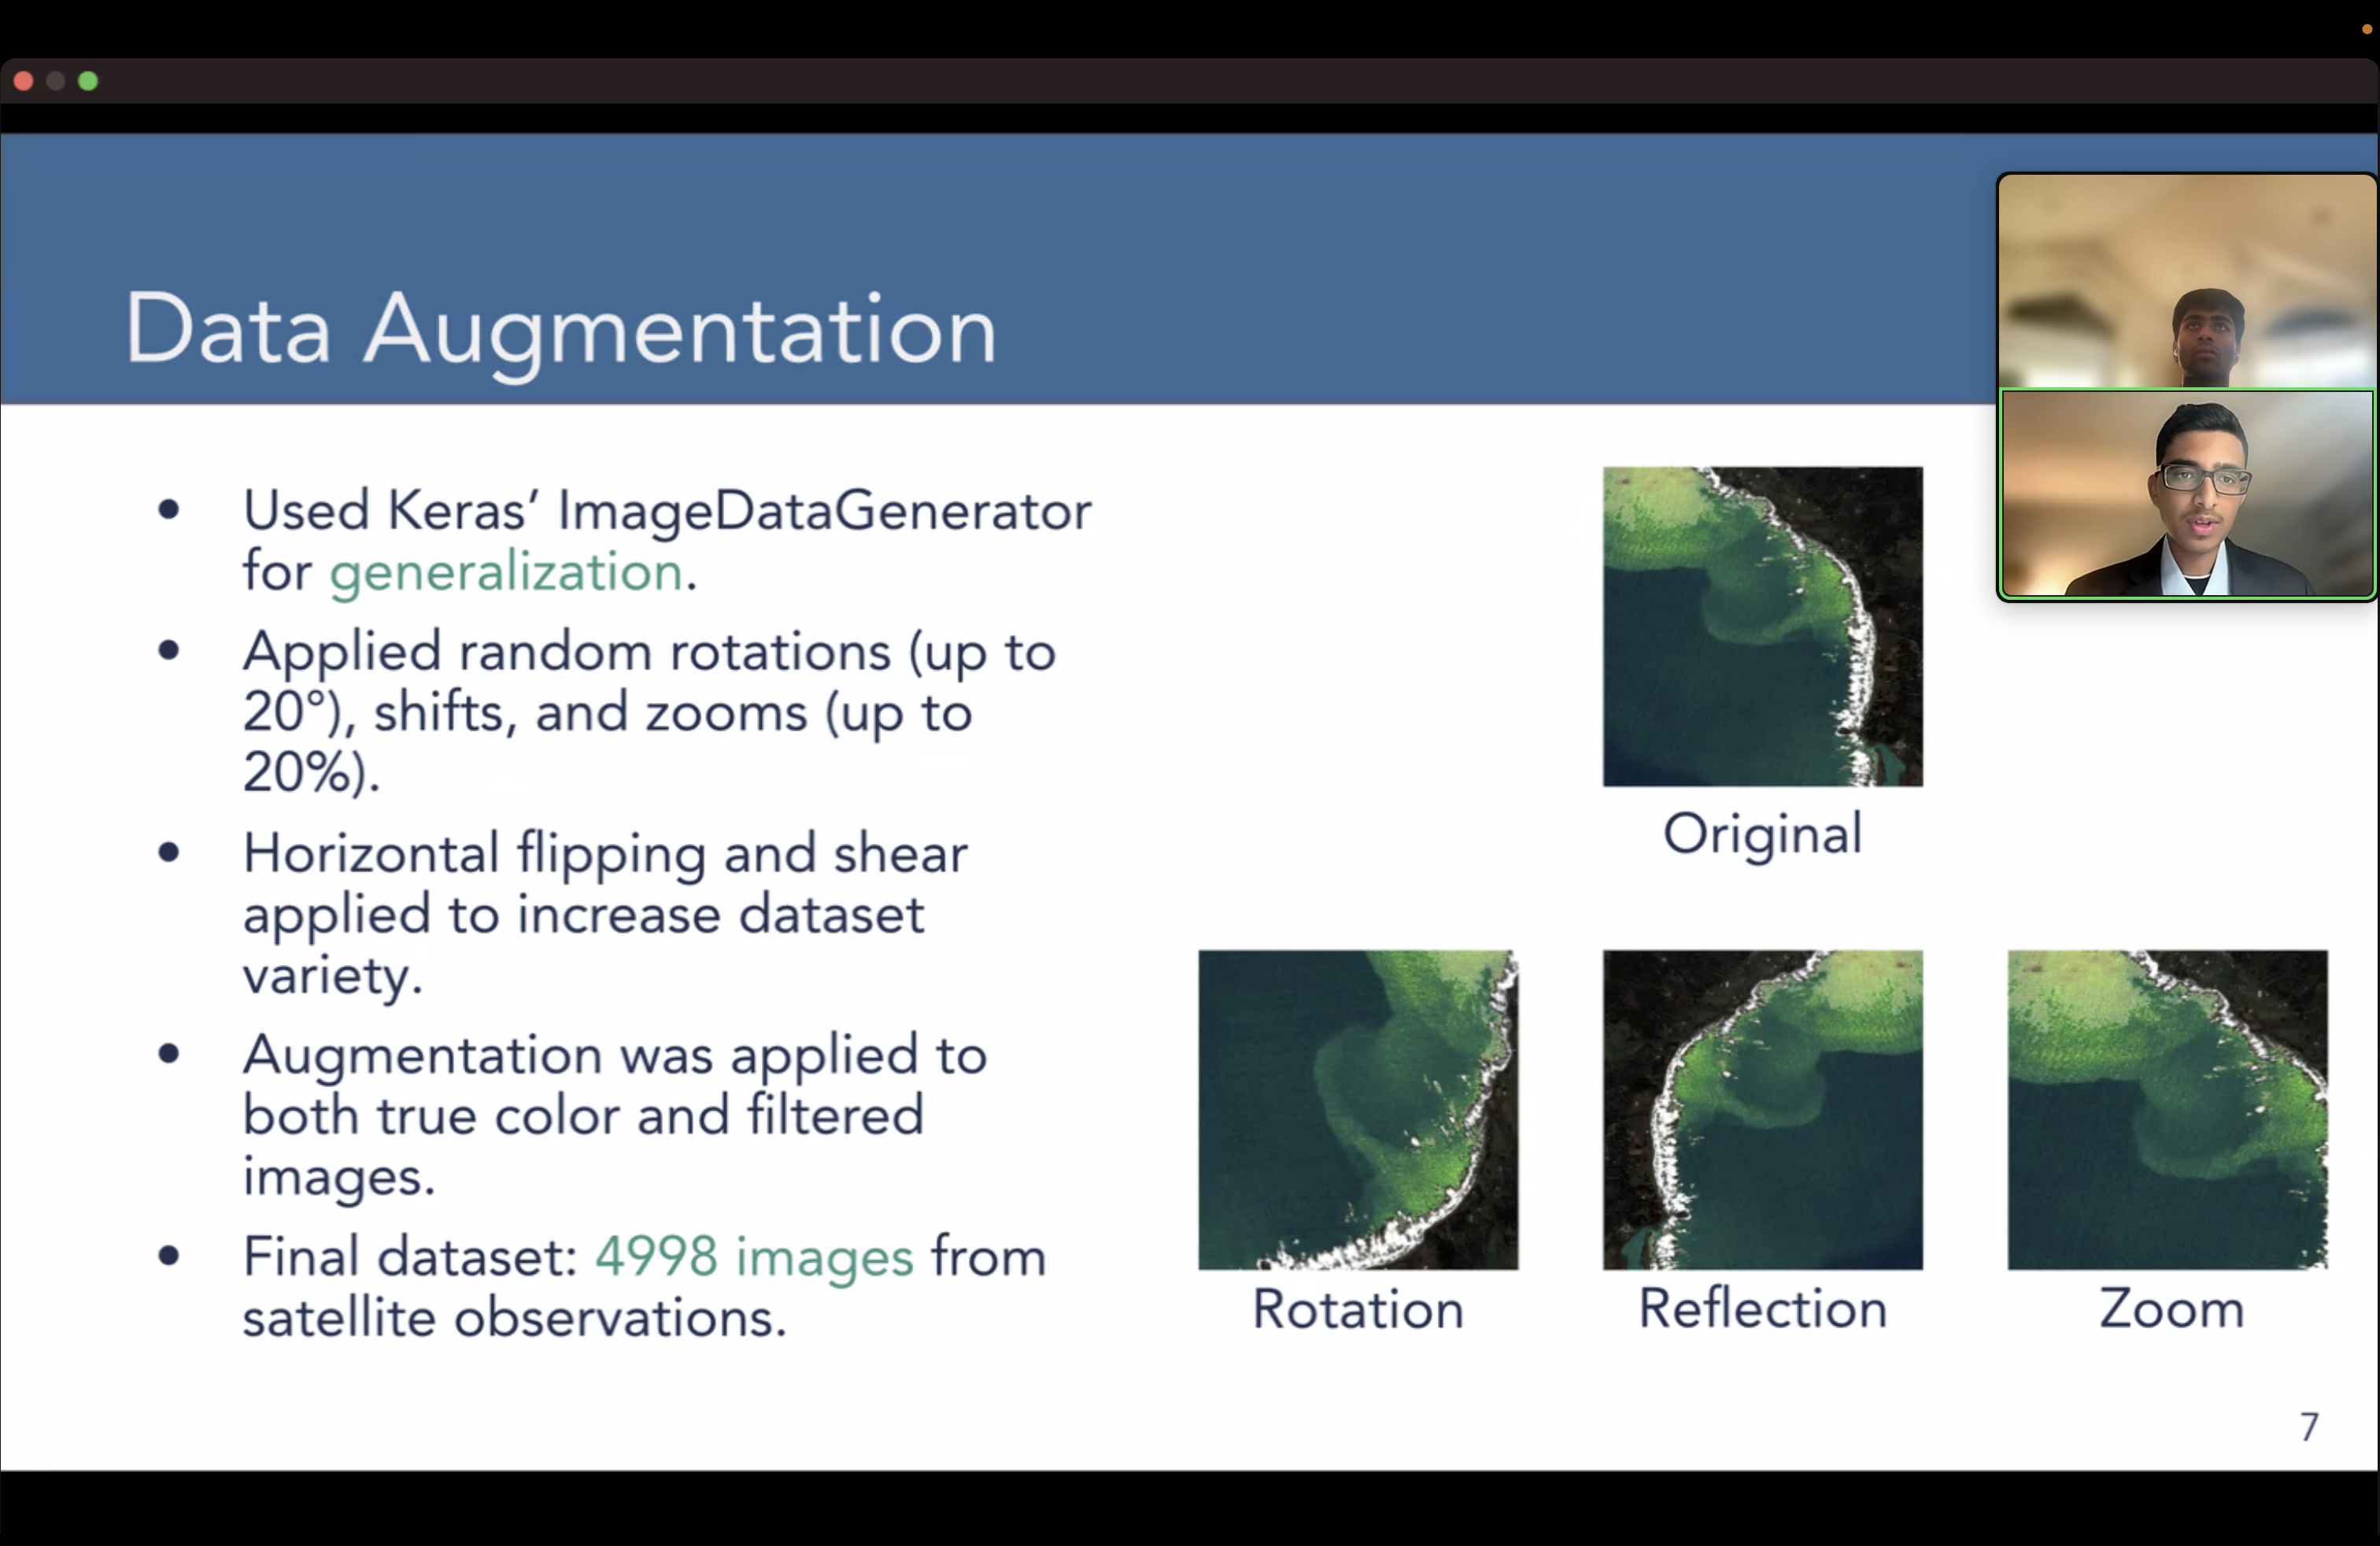 Data Augmentation
• Used Keras’ ImageDataGenerator
for generalization.
• Applied random rotations (up to
20°), shifts, and zooms (up to
20%).
• Horizontal flipping and shear
applied to increase dataset
variety.
• Augmentation was applied to
both true color and filtered
images.
• Final dataset: 4998 images from
satellite observations.
Original
Rotation
Reflection
Zoom
7